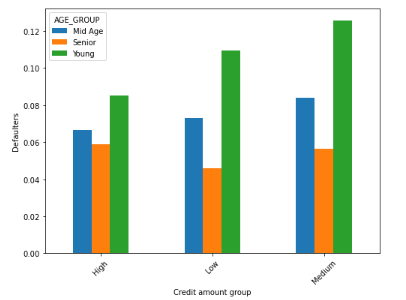 AGE_GROUP
Mid Age
Senior
Young
0.12
0.10
0.08
0.06
0.04
0.02
0.00
Defaulters
High
Low
Medium
Credit amount group